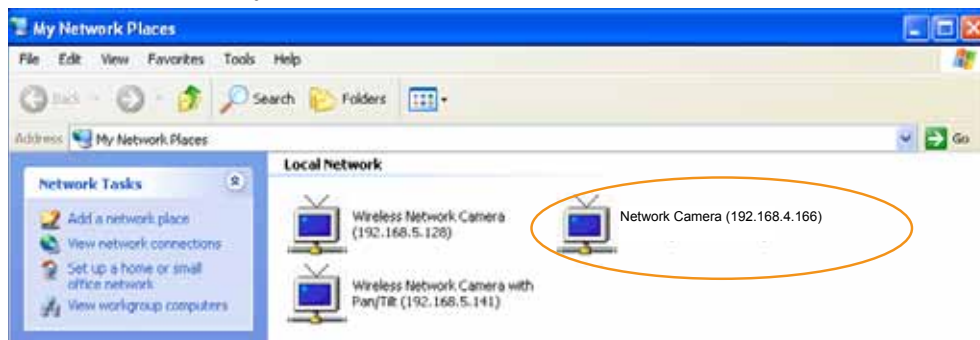 My Network Places
File Edit View Favorites Tools Help
Back Search Folders
Address My Network Places Go
Local Network
Network Tasks
Add a network place
View network connections
Set up a home or small
office network
View workgroup computers
Wireless Network Camera
(192.168.5.128)
Network Camera (192.168.4.166)
Wireless Network Camera with
Pan/Tilt (192.168.5.141)